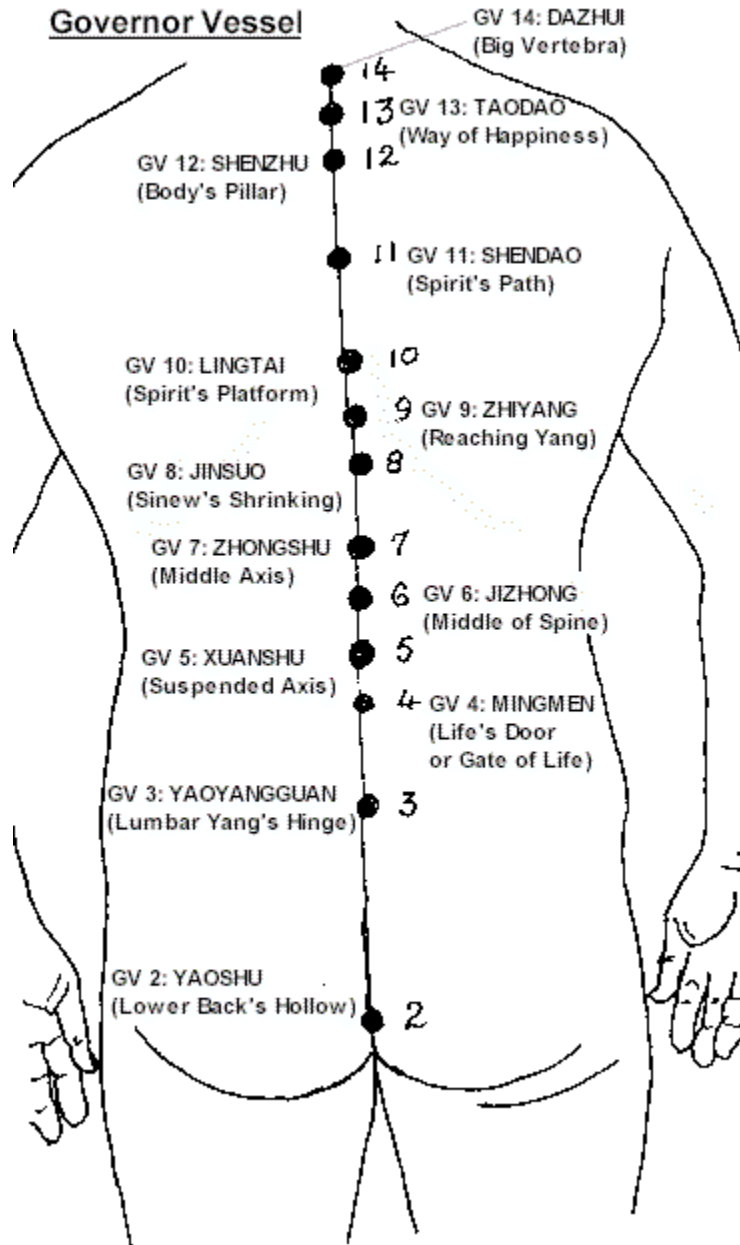 Governor Vessel
GV 14: DAZHUI
(Big Vertebra)
14
13
GV 13: TAODAO
(Way of Happiness)
12
GV 12: SHENZHU
(Body's Pillar)
11
GV 11: SHENDAO
(Spirit's Path)
10
GV 10: LINGTAI
(Spirit's Platform)
9
GV 9: ZHIYANG
(Reaching Yang)
8
GV 8: JINSUO
(Sinew's Shrinking)
7
GV 7: ZHONGSHU
(Middle Axis)
6
GV 6: JIZHONG
(Middle of Spine)
5
GV 5: XUANSHU
(Suspended Axis)
4
GV 4: MINGMEN
(Life's Door
or Gate of Life)
GV 3: YAOYANGGUAN
(Lumbar Yang's Hinge)
3
GV 2: YAOSHU
(Lower Back's Hollow)
2